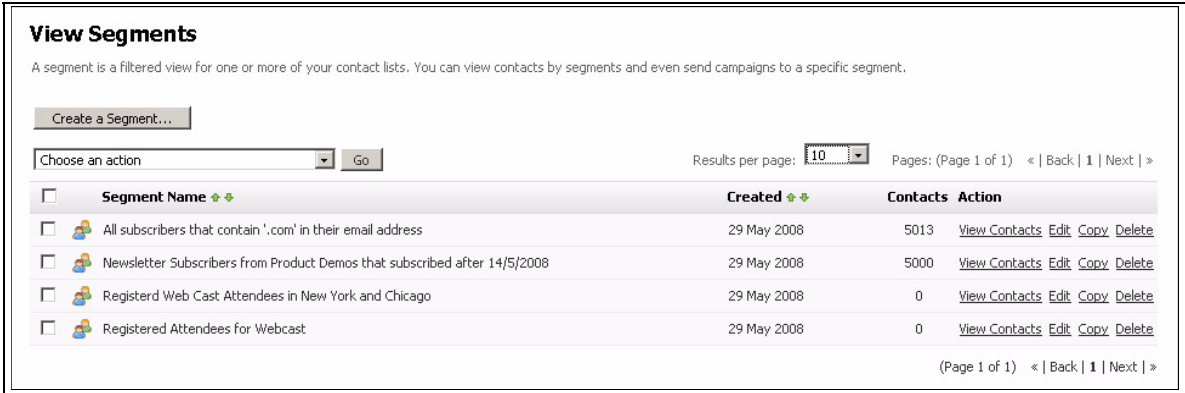 View Segments
A segment is a filtered view for one or more of your contact lists. You can view contacts by segments and even send campaigns to a specific segment.
Create a Segment...
Choose an action Go Results per page: 10 Pages: (Page 1 of 1) « | Back | 1 | Next | »
Segment Name Created Contacts Action
All subscribers that contain '.com' in their email address 29 May 2008 5013 View Contacts Edit Copy Delete
Newsletter Subscribers from Product Demos that subscribed after 14/5/2008 29 May 2008 5000 View Contacts Edit Copy Delete
Registerd Web Cast Attendees in New York and Chicago 29 May 2008 0 View Contacts Edit Copy Delete
Registered Attendees for Webcast 29 May 2008 0 View Contacts Edit Copy Delete
(Page 1 of 1) « | Back | 1 | Next | »